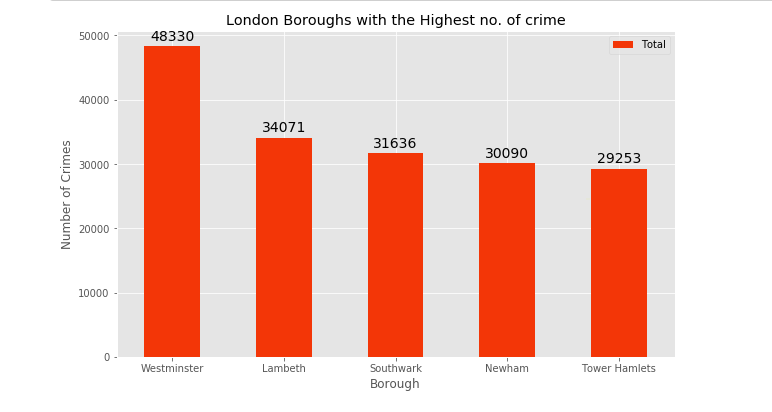 London Boroughs with the Highest no. of crime
Total
Number of Crimes
50000
40000
30000
20000
10000
0
48330
34071
31636
30090
29253
Westminster
Lambeth
Southwark
Newham
Tower Hamlets
Borough